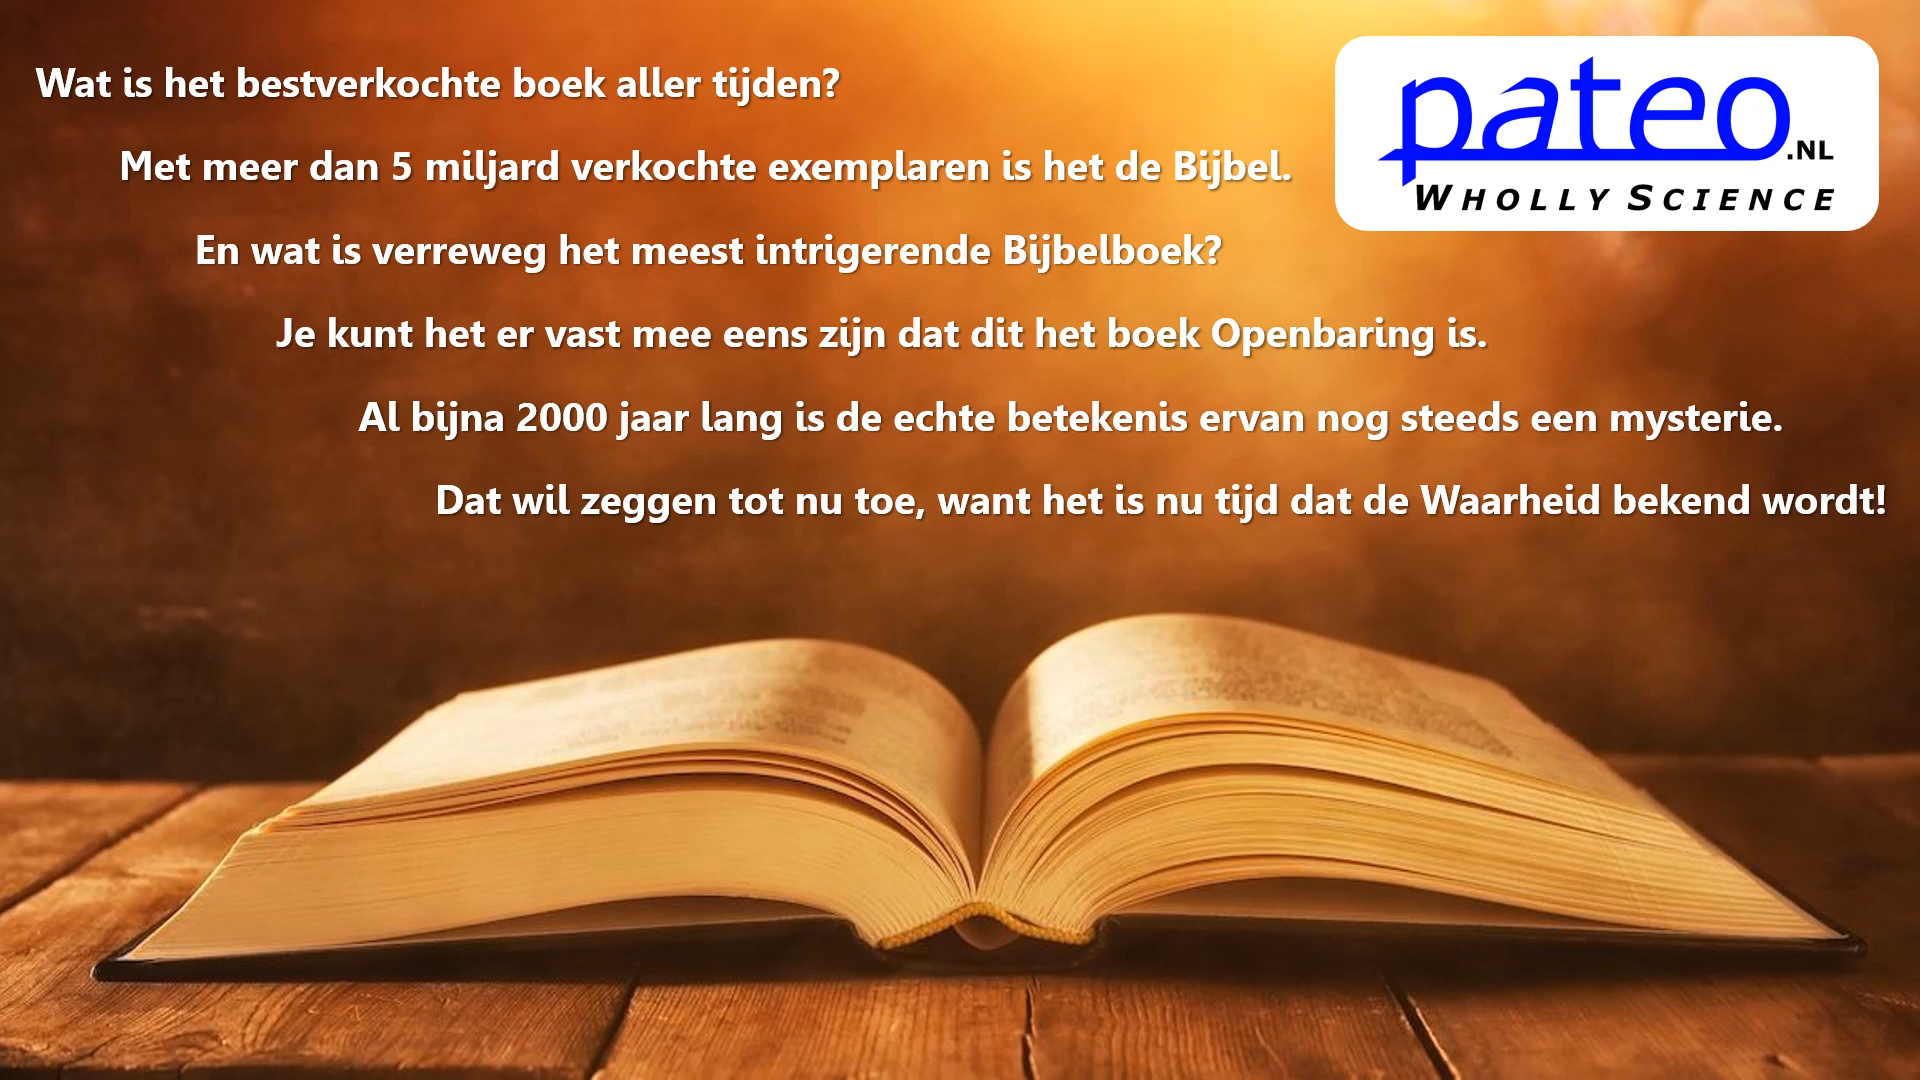 Wat is het bestverkochte boek aller tijden?
Met meer dan 5 miljard verkochte exemplaren is het de Bijbel.
En wat is verreweg het meest intrigerende Bijbelboek?
Je kunt het er vast mee eens zijn dat dit het boek Openbaring is.
Al bijna 2000 jaar lang is de echte betekenis ervan nog steeds een mysterie.
Dat wil zeggen tot nu toe, want het is nu tijd dat de Waarheid bekend wordt!
pateo.NL
WHOLLY SCIENCE